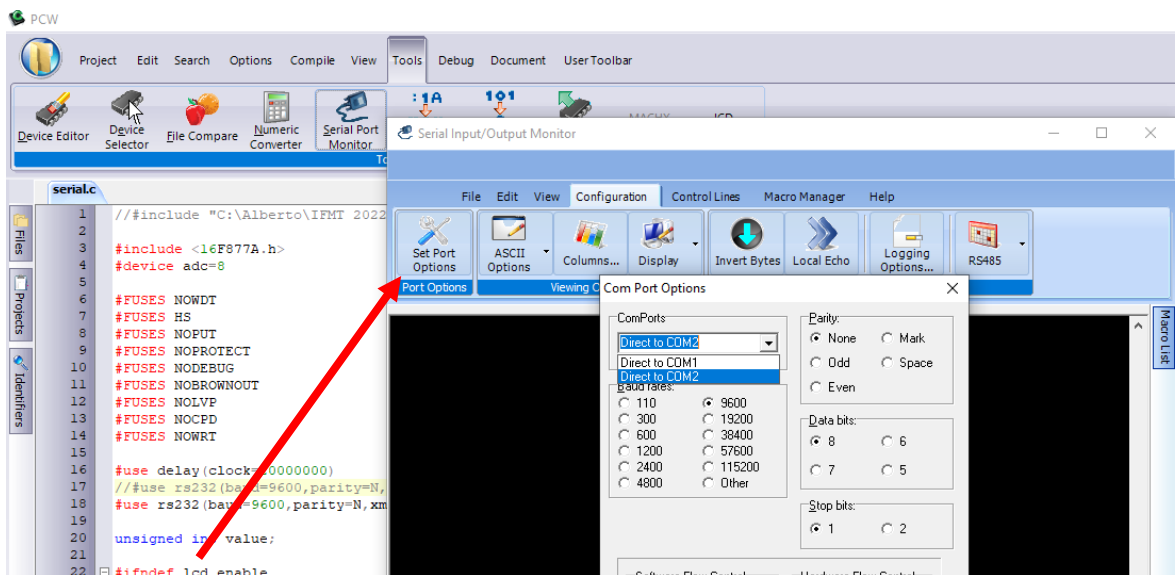 PCW
Project Edit Search Options Compile View Tools Debug Document User Toolbar
Device Editor
Device Selector
File Compare
Numeric Converter
Serial Port Monitor
:1A
101
Serial Input/Output Monitor
File Edit View Configuration Control Lines Macro Manager Help
Set Port Options
ASCII Options
Columns...
Display
Invert Bytes
Local Echo
Logging Options...
RS485
Port Options
Viewing
Files
Projects
Identifiers
Macro List
serial.c
1 //#include "C:\Alberto\IFMT 2022
2
3 #include <16F877A.h>
4 #device adc=8
5
6 #FUSES NOWDT
7 #FUSES HS
8 #FUSES NOPUT
9 #FUSES NOPROTECT
10 #FUSES NODEBUG
11 #FUSES NOBROWNOUT
12 #FUSES NOLVP
13 #FUSES NOCPD
14 #FUSES NOWRT
15
16 #use delay(clock= 0000000)
17 //#use rs232(baud=9600,parity=N,
18 #use rs232(baud=9600,parity=N,xm
19
20 unsigned int value;
21
22 #ifndef lcd_enable
Com Port Options
ComPorts
Direct to COM2
Direct to COM1
Direct to COM2
Baud rates:
110 9600
300 19200
600 38400
1200 57600
2400 115200
4800 Other
Parity:
None Mark
Odd Space
Even
Data bits:
8 6
7 5
Stop bits:
1 2
Software Flow Control
Hardware Flow Control